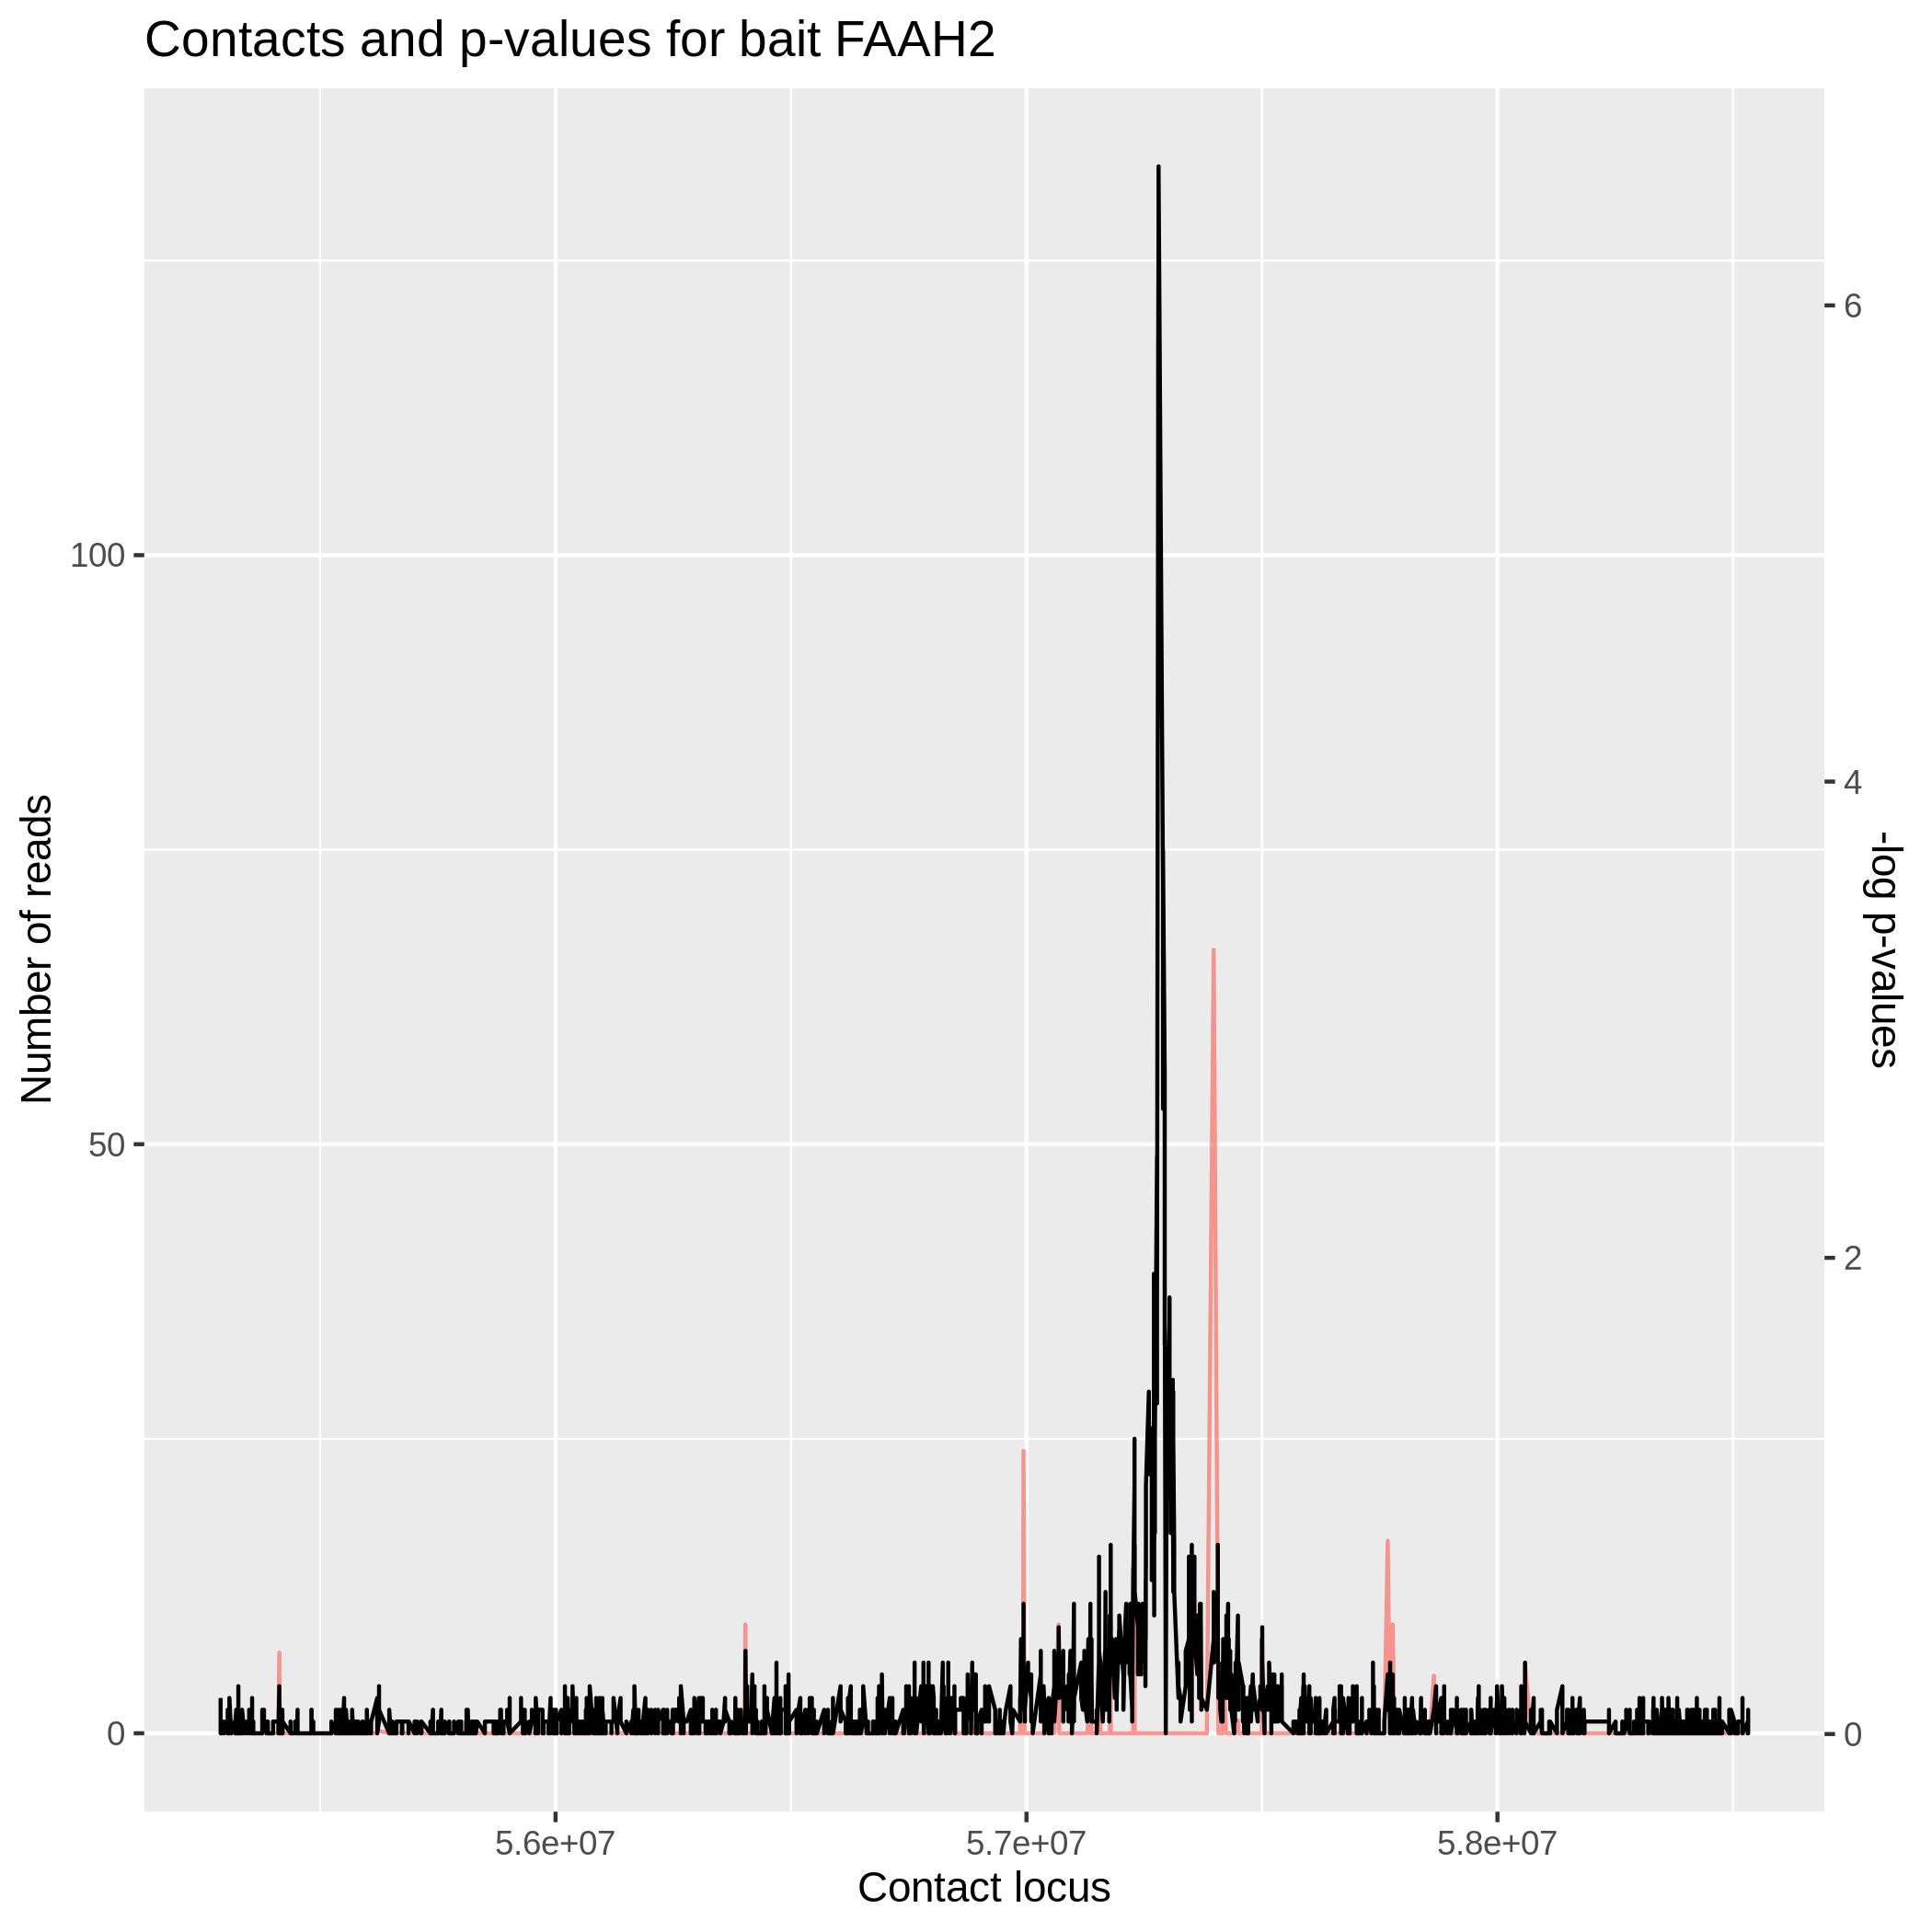 Contacts and p-values for bait FAAH2
Number of reads
100
50
0
6
4
2
0
-log p-values
5.6e+07
5.7e+07
5.8e+07
Contact locus